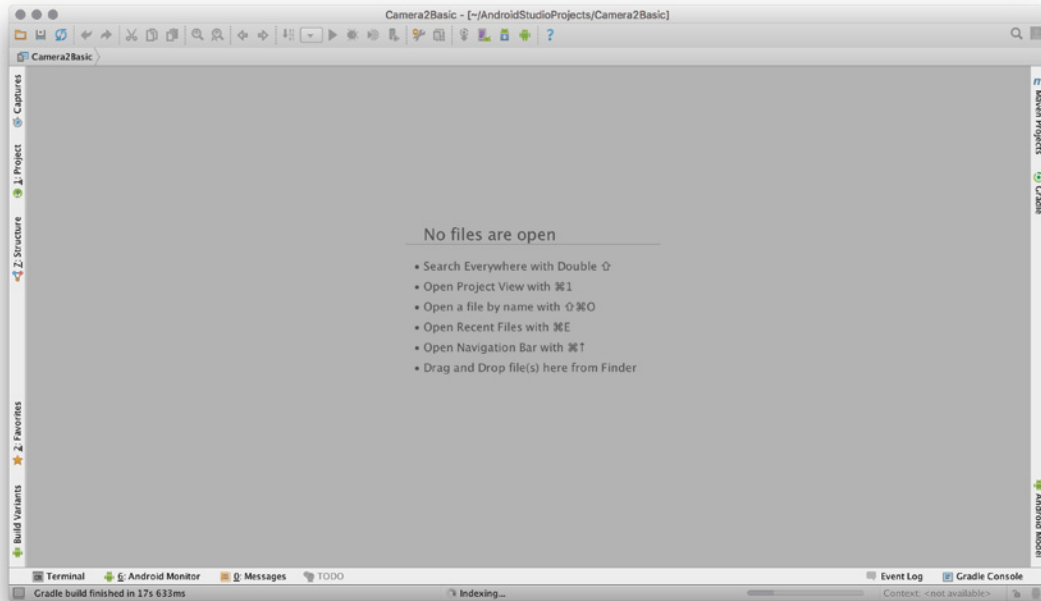 Camera2Basic - [~/AndroidStudioProjects/Camera2Basic]
Camera2Basic
Captures
1: Project
7: Structure
2: Favorites
Build Variants
No files are open
• Search Everywhere with Double ⇧
• Open Project View with ⌘1
• Open a file by name with ⇧⌘O
• Open Recent Files with ⌘E
• Open Navigation Bar with ⌘↑
• Drag and Drop file(s) here from Finder
Maven Projects
Gradle
Android Model
Terminal 6: Android Monitor 0: Messages TODO Event Log Gradle Console
Gradle build finished in 17s 633ms Indexing... Context: <not available>